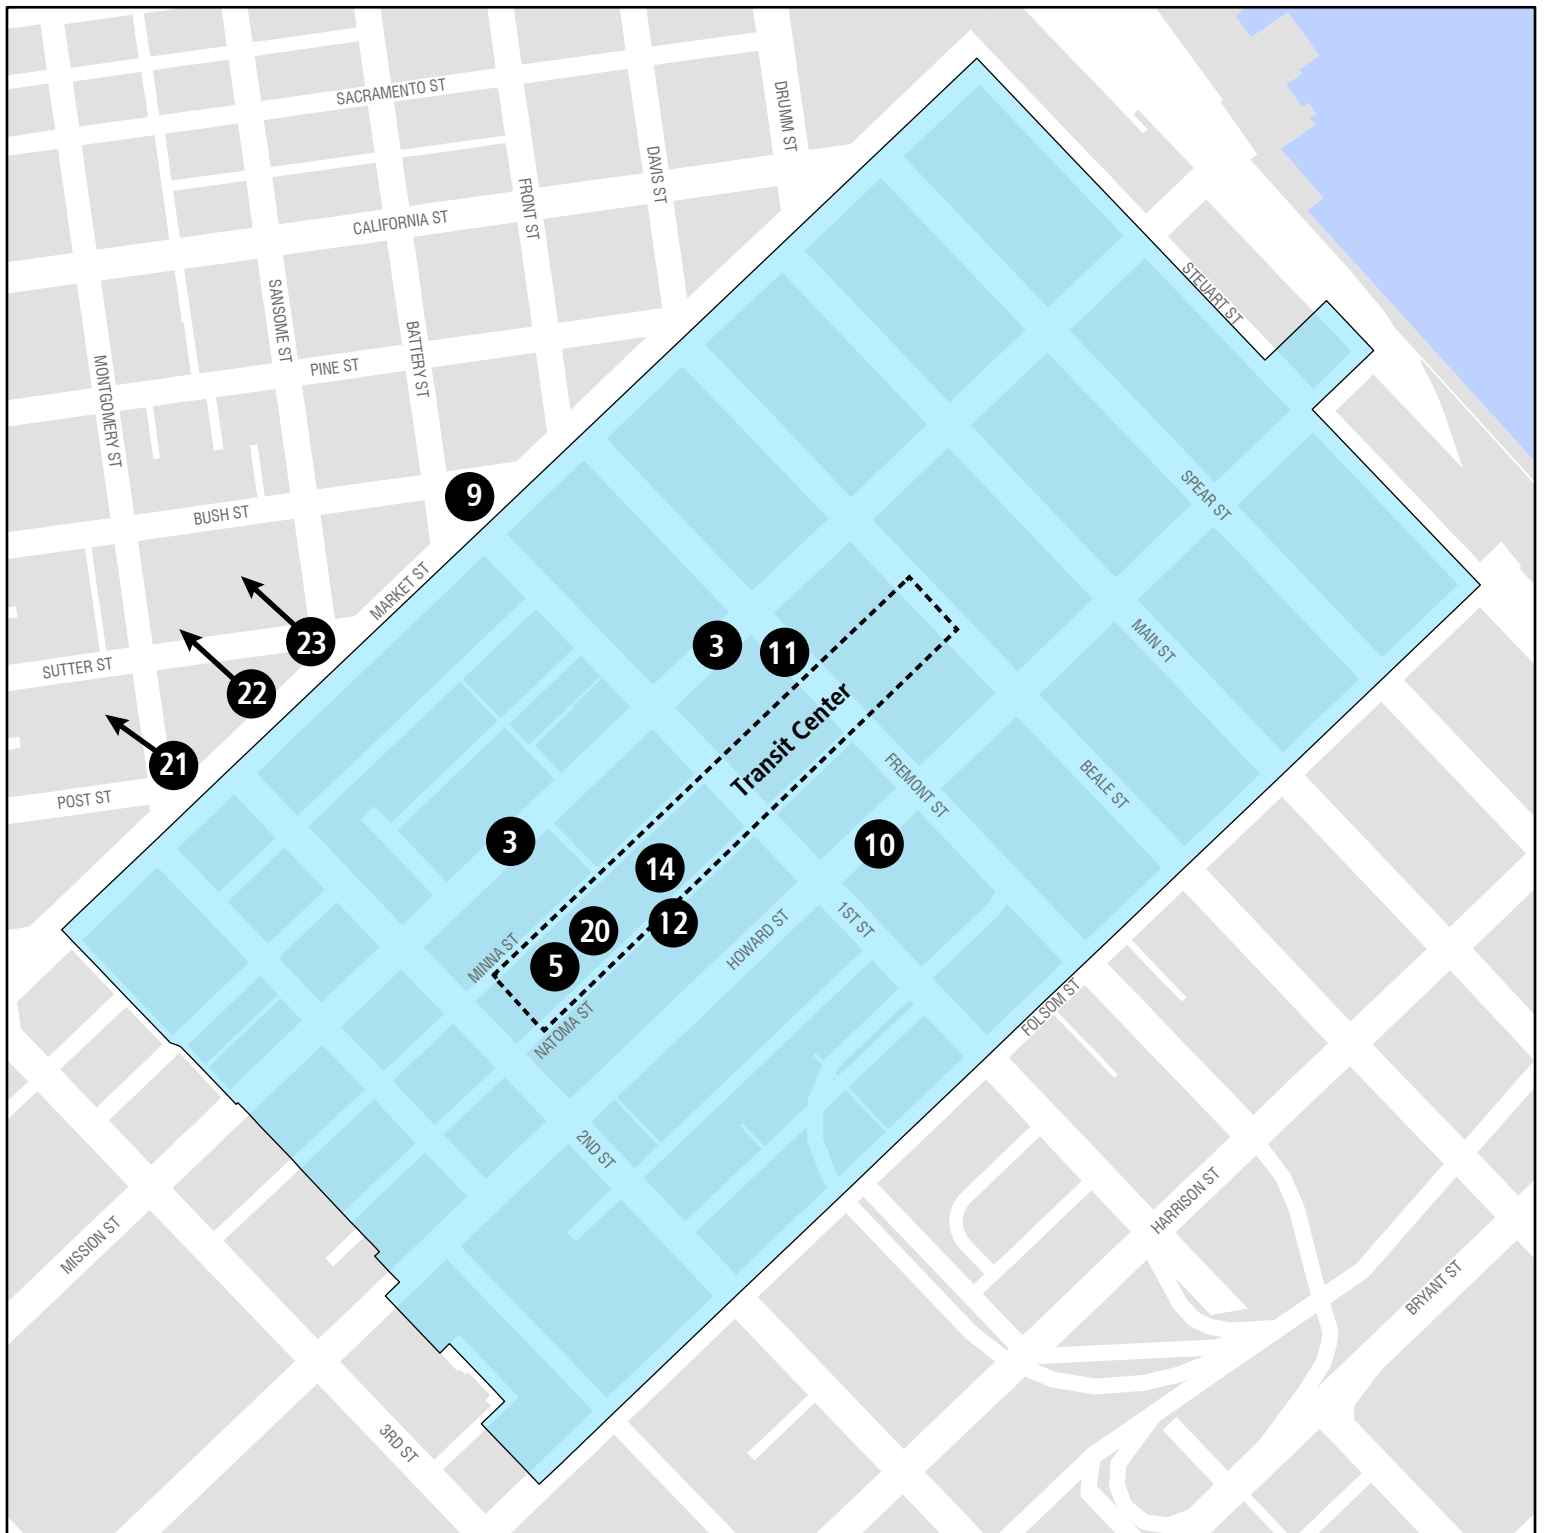 SACRAMENTO ST
DRUMM ST
DAVIS ST
FRONT ST
CALIFORNIA ST
SANSOME ST
BATTERY ST
STEUART ST
PINE ST
MONTGOMERY ST
9
BUSH ST
SPEAR ST
MARKET ST
23
3
11
MAIN ST
SUTTER ST
22
Transit Center
21
POST ST
FREMONT ST
BEALE ST
3
10
14
12
20
5
MINNA ST
HOWARD ST
1ST ST
NATOMA ST
FOLSOM ST
2ND ST
MISSION ST
HARRISON ST
BRYANT ST
3RD ST